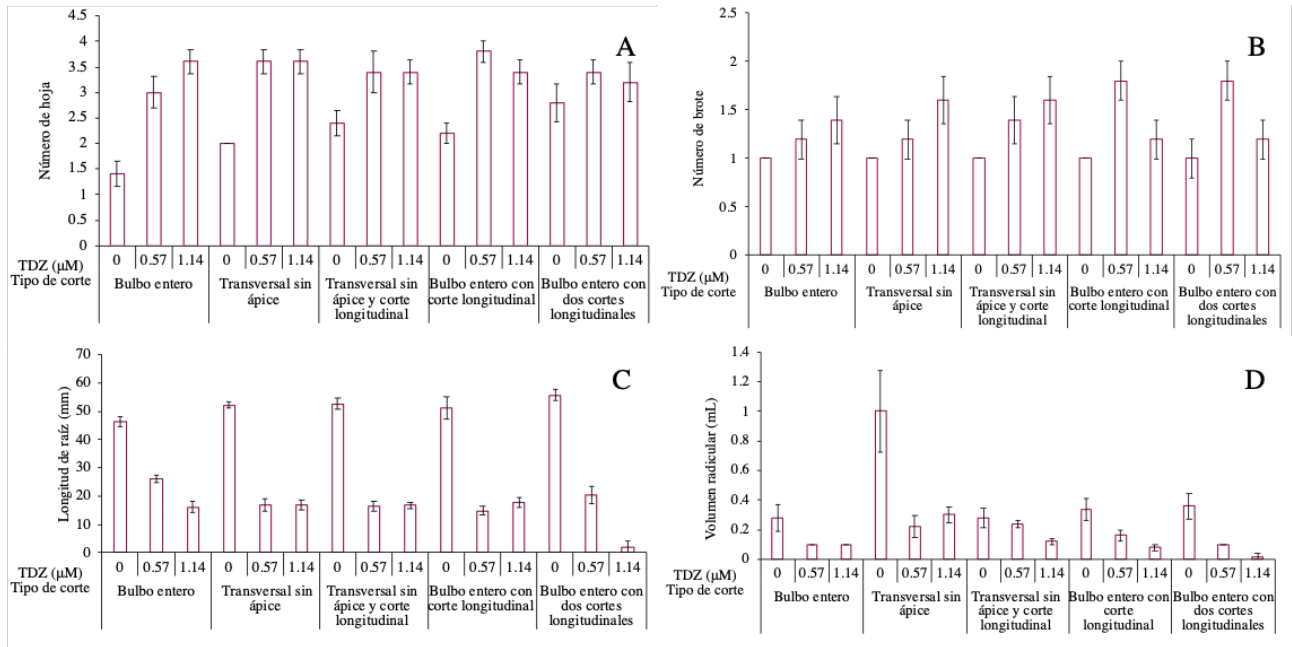 A
Número de hoja
4
3.5
3
2.5
2
1.5
1
0.5
0
TDZ (µM) 0 0.57 1.14 0 0.57 1.14 0 0.57 1.14 0 0.57 1.14 0 0.57 1.14
Tipo de corte
Bulbo entero
Transversal sin
ápice
Transversal sin
ápice y corte
longitudinal
Bulbo entero con
corte longitudinal
Bulbo entero con
dos cortes
longitudinales
B
Número de brote
2.5
2
1.5
1
0.5
0
TDZ (µM) 0 0.57 1.14 0 0.57 1.14 0 0.57 1.14 0 0.57 1.14 0 0.57 1.14
Tipo de corte
Bulbo entero
Transversal sin
ápice
Transversal sin
ápice y corte
longitudinal
Bulbo entero con
corte longitudinal
Bulbo entero con
dos cortes
longitudinales
C
Longitud de raíz (mm)
70
60
50
40
30
20
10
0
TDZ (µM) 0 0.57 1.14 0 0.57 1.14 0 0.57 1.14 0 0.57 1.14 0 0.57 1.14
Tipo de corte
Bulbo entero
Transversal sin
ápice
Transversal sin
ápice y corte
longitudinal
Bulbo entero con
corte longitudinal
Bulbo entero con
dos cortes
longitudinales
D
Volumen radicular (mL)
1.4
1.2
1
0.8
0.6
0.4
0.2
0
TDZ (µM) 0 0.57 1.14 0 0.57 1.14 0 0.57 1.14 0 0.57 1.14 0 0.57 1.14
Tipo de corte
Bulbo entero
Transversal sin
ápice
Transversal sin
ápice y corte
longitudinal
Bulbo entero con
corte
longitudinal
Bulbo entero con
dos cortes
longitudinales